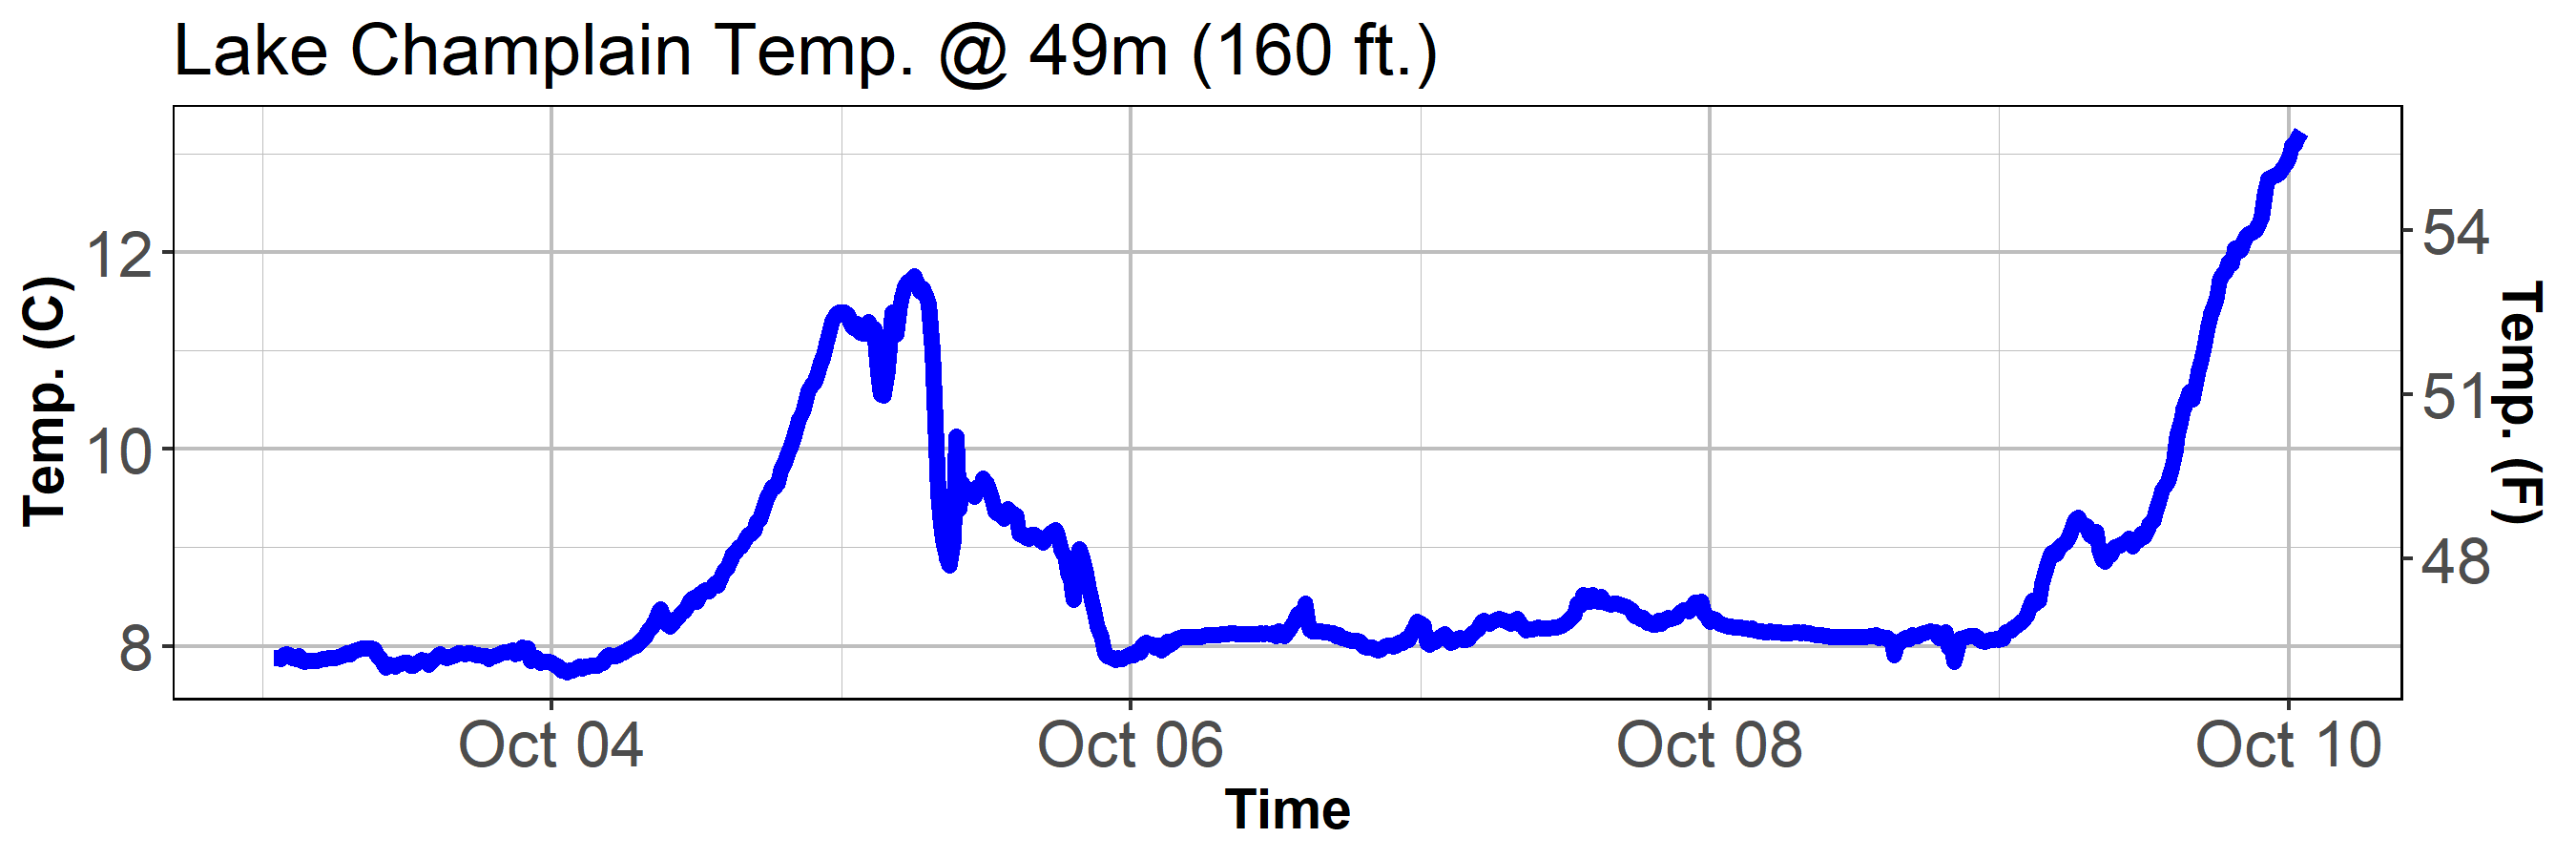 Lake Champlain Temp. @ 49m (160 ft.)
Temp. (C)
12
10
8
54
51
48
Temp. (F)
Oct 04
Oct 06
Oct 08
Oct 10
Time